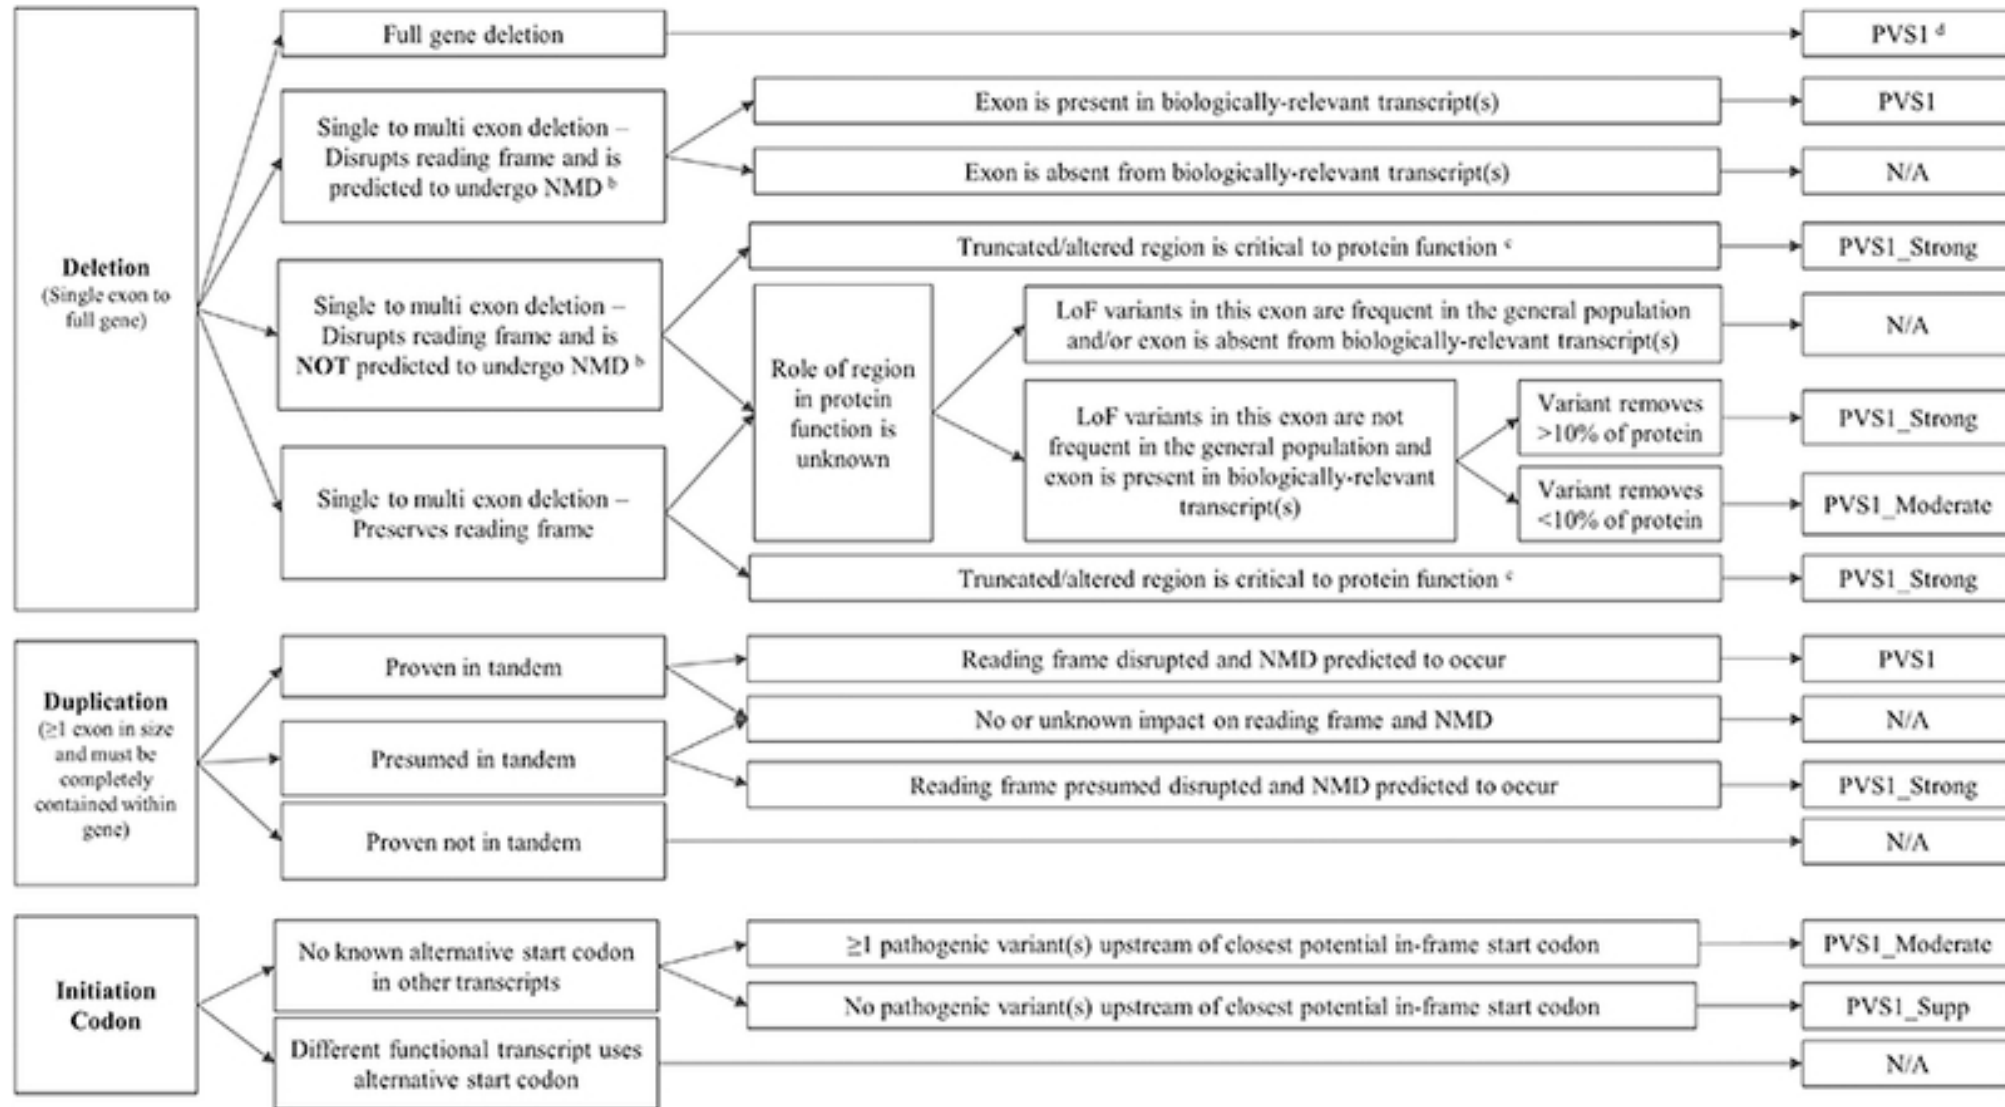 Deletion
(Single exon to
full gene)
Full gene deletion
PVS1 d
Single to multi exon deletion –
Disrupts reading frame and is
predicted to undergo NMD b
Exon is present in biologically-relevant transcript(s)
PVS1
Exon is absent from biologically-relevant transcript(s)
N/A
Single to multi exon deletion –
Disrupts reading frame and is
NOT predicted to undergo NMD b
Truncated/altered region is critical to protein function c
PVS1_Strong
Role of region
in protein
function is
unknown
LoF variants in this exon are frequent in the general population
and/or exon is absent from biologically-relevant transcript(s)
N/A
LoF variants in this exon are not
frequent in the general population and
exon is present in biologically-relevant
transcript(s)
Variant removes
>10% of protein
PVS1_Strong
Variant removes
<10% of protein
PVS1_Moderate
Single to multi exon deletion –
Preserves reading frame
Truncated/altered region is critical to protein function c
PVS1_Strong
Duplication
(≥1 exon in size
and must be
completely
contained within
gene)
Proven in tandem
Reading frame disrupted and NMD predicted to occur
PVS1
No or unknown impact on reading frame and NMD
N/A
Presumed in tandem
Reading frame presumed disrupted and NMD predicted to occur
PVS1_Strong
Proven not in tandem
N/A
Initiation
Codon
No known alternative start codon
in other transcripts
≥1 pathogenic variant(s) upstream of closest potential in-frame start codon
PVS1_Moderate
No pathogenic variant(s) upstream of closest potential in-frame start codon
PVS1_Supp
Different functional transcript uses
alternative start codon
N/A